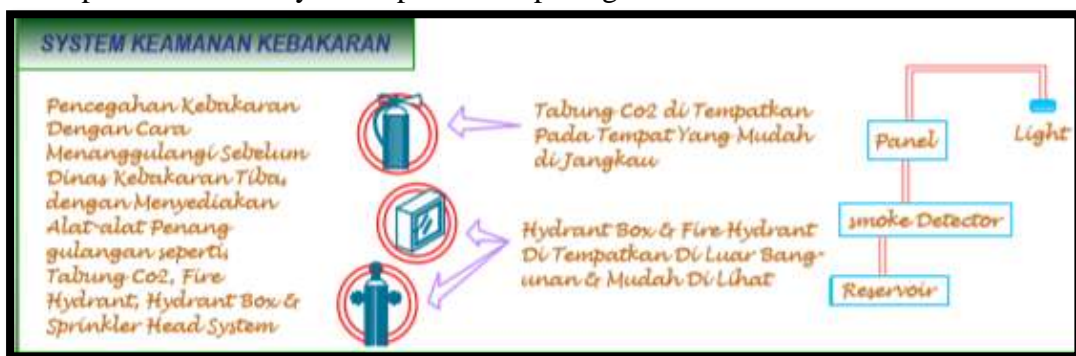 SYSTEM KEAMANAN KEBAKARAN
Pencegahan Kebakaran
Dengan Cara
Menanggulangi Sebelum
Dinas Kebakaran Tiba,
dengan Menyediakan
Alat-alat Penang
gulangan seperti,
Tabung Co2, Fire
Hydrant, Hydrant Box &
Sprinkler Head System
Tabung Co2 di Tempatkan
Pada Tempat Yang Mudah
di Jangkau
Hydrant Box & Fire Hydrant
Di Tempatkan Di Luar Bang-
unan & Mudah Di Lihat
Light
Panel
smoke Detector
Reservoir